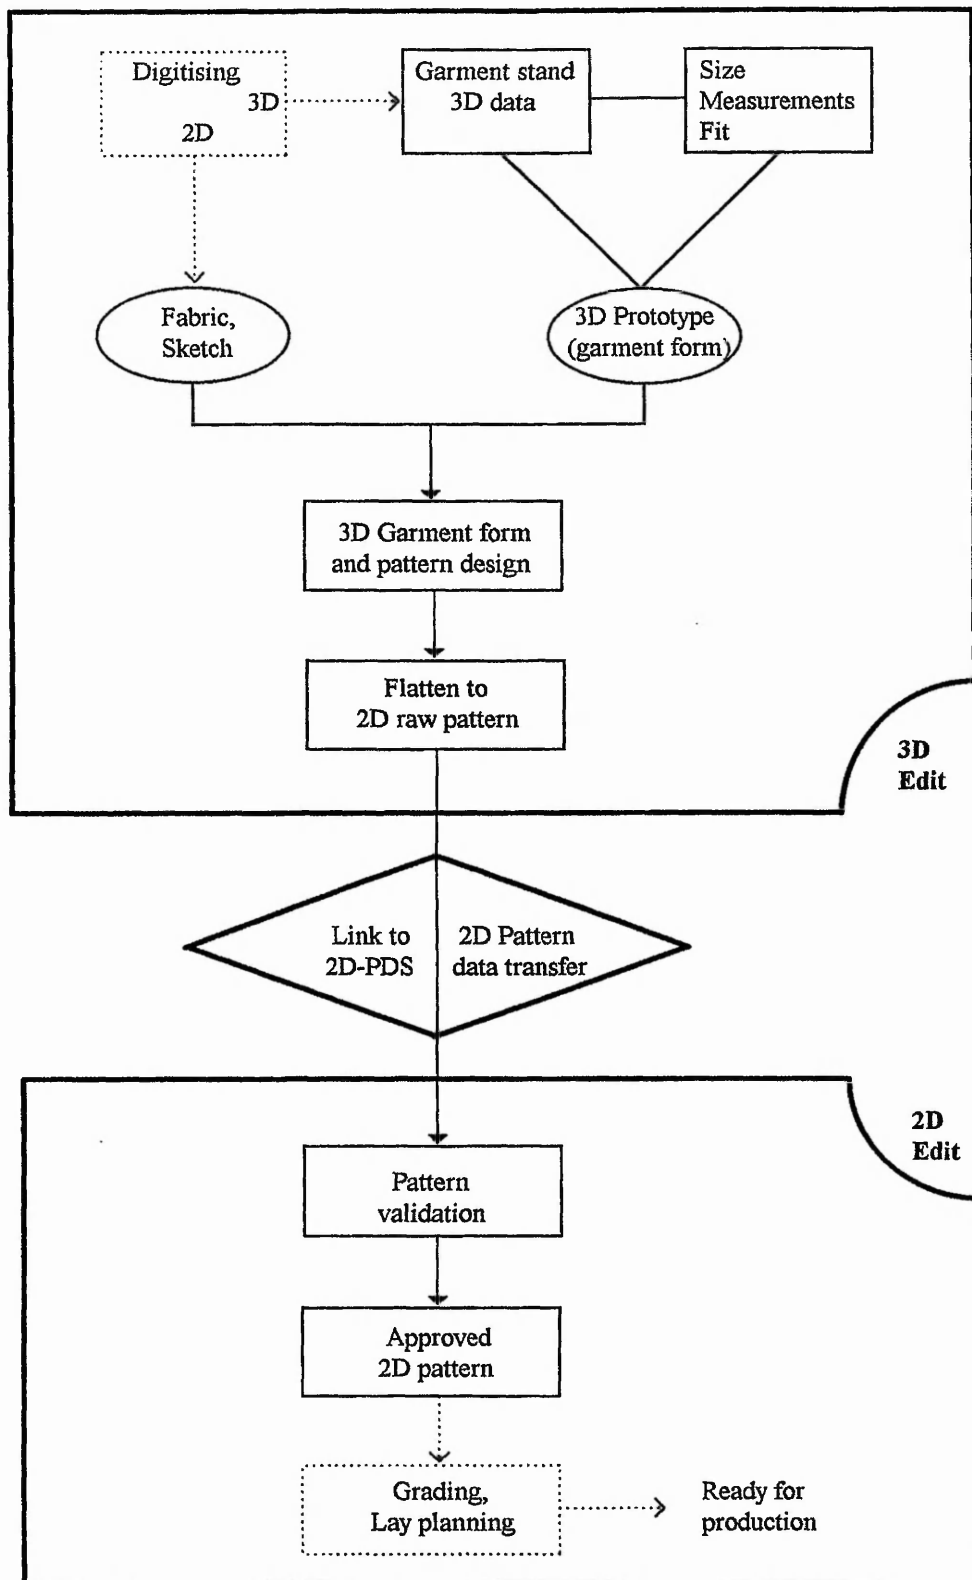 Digitising
3D
2D
Garment stand
3D data
Size
Measurements
Fit
Fabric,
Sketch
3D Prototype
(garment form)
3D Garment form
and pattern design
Flatten to
2D raw pattern
3D
Edit
Link to
2D-PDS
2D Pattern
data transfer
2D
Edit
Pattern
validation
Approved
2D pattern
Grading,
Lay planning
Ready for
production